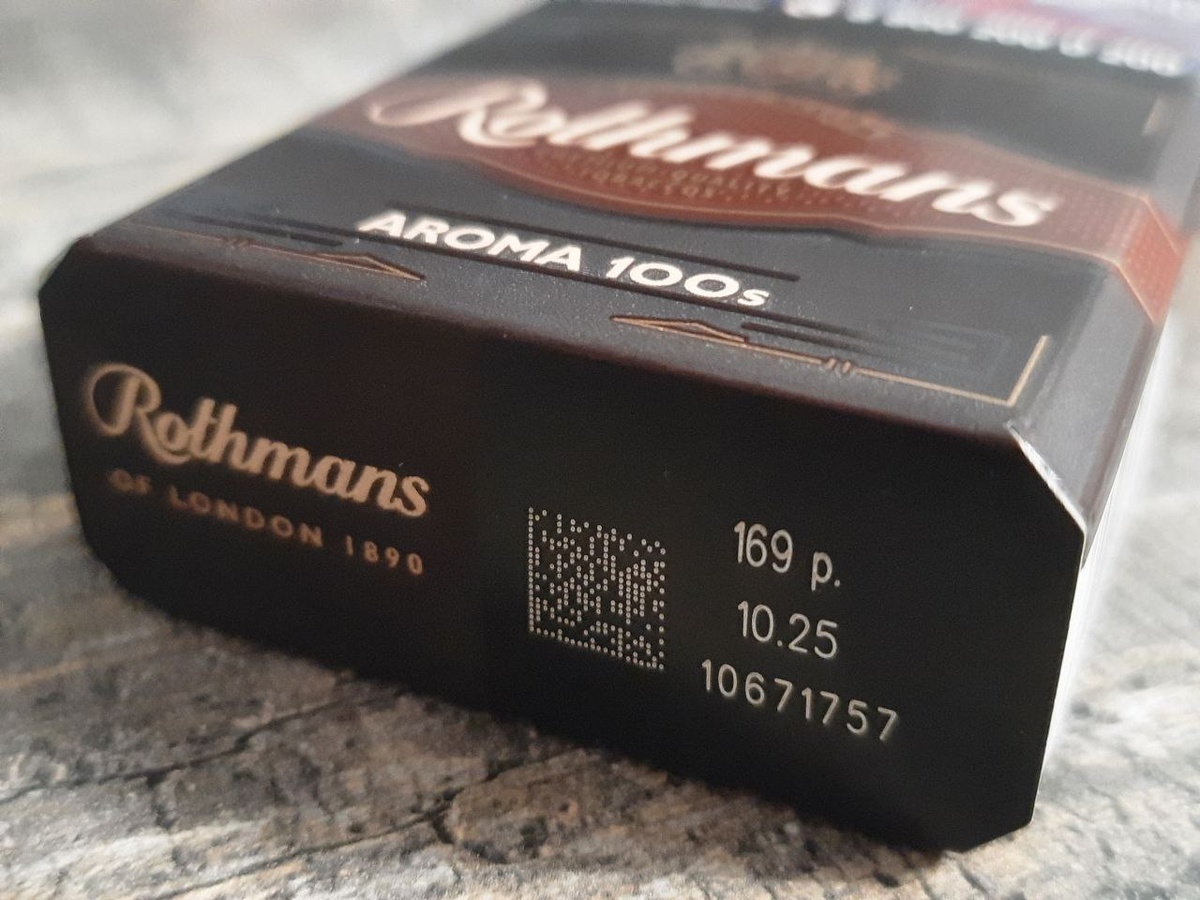 Rothmans
AROMA 100s
Rothmans
OF LONDON 1890
169 р.
10.25
10671757